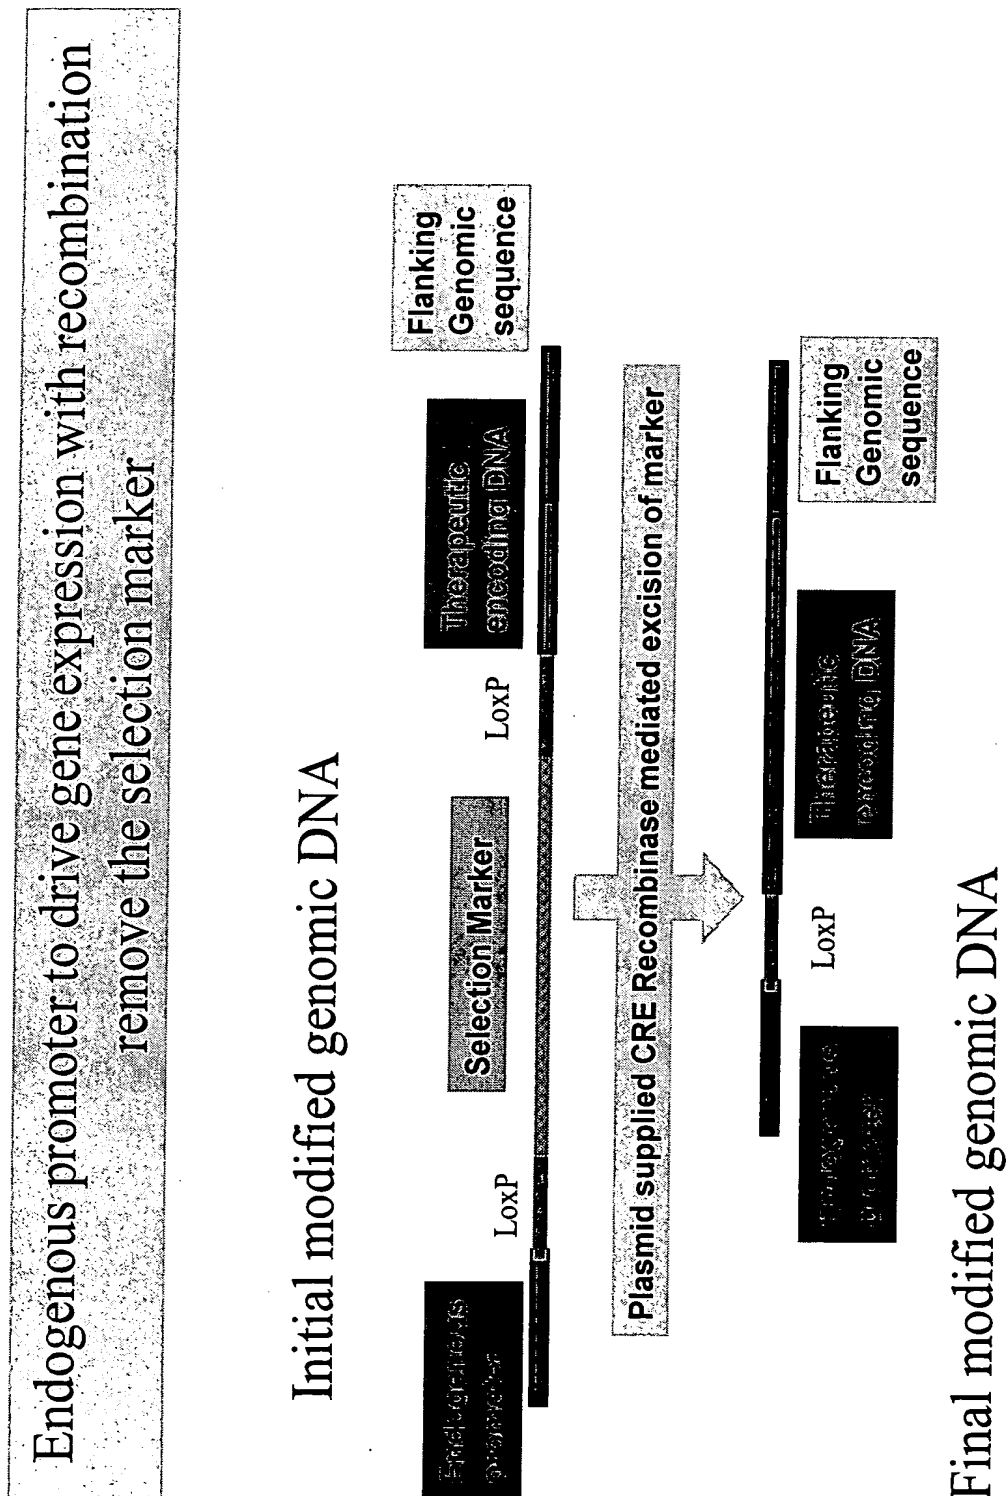 Endogenous promoter to drive gene expression with recombination
remove the selection marker
Initial modified genomic DNA
Endogenous
promoter
LoxP
Selection Marker
LoxP
Therapeutic
encoding DNA
Flanking
Genomic
sequence
Plasmid supplied CRE Recombinase mediated excision of marker
LoxP
Therapeutic
encoding DNA
Flanking
Genomic
sequence
Final modified genomic DNA